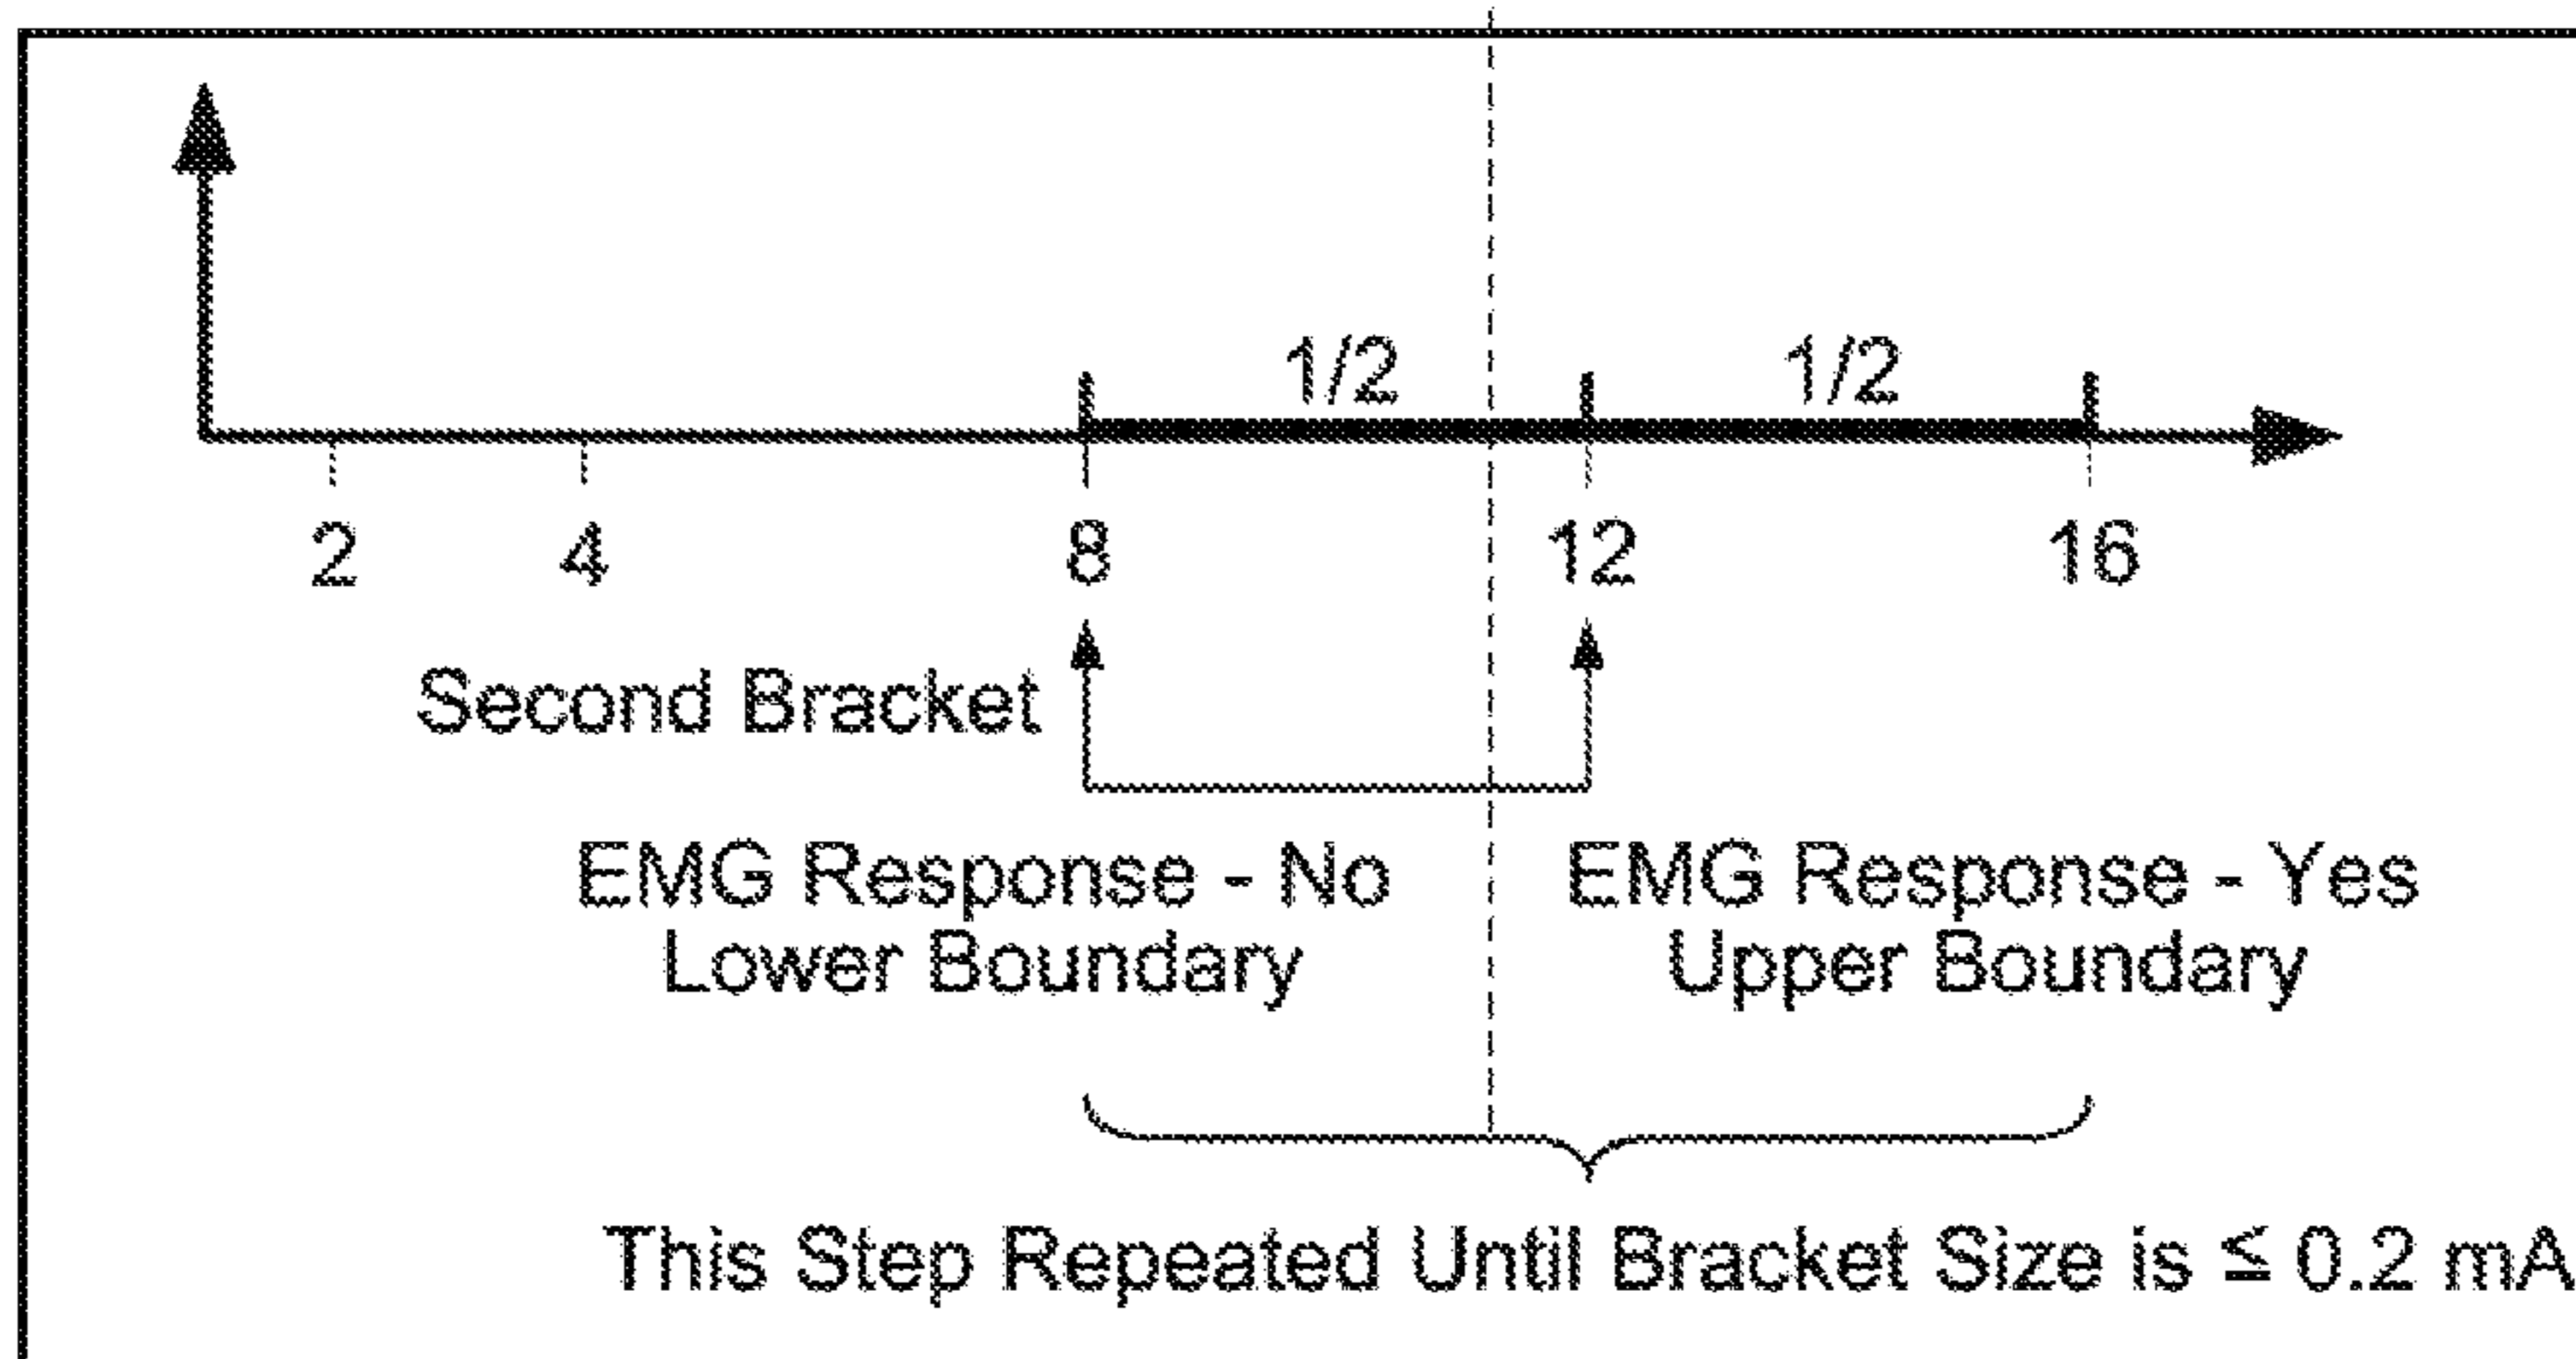 1/2 1/2
2 4 8 12 16
Second Bracket
EMG Response - No
Lower Boundary
EMG Response - Yes
Upper Boundary
This Step Repeated Until Bracket Size is ≤ 0.2 mA